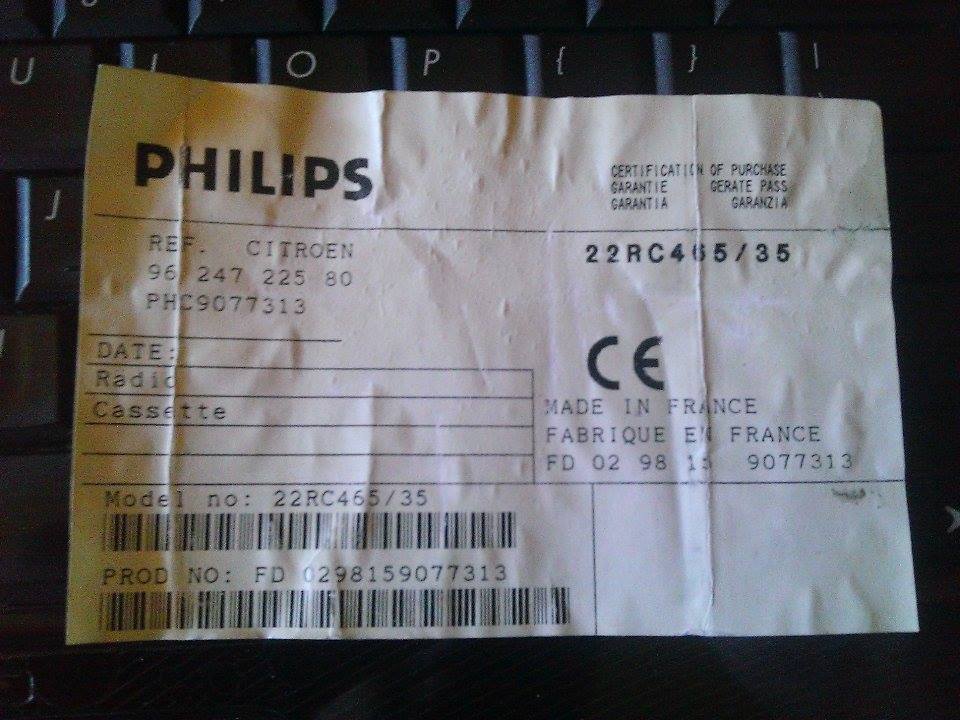 U I O P { } |
J
PHILIPS
CERTIFICATION OF PURCHASE
GARANTIE GERATE PASS
GARANTIA GARANZIA
REF. CITROEN
96 247 225 80
PHC9077313
22RC465/35
DATE:
Radio
Cassette
CE
MADE IN FRANCE
FABRIQUE EN FRANCE
FD 02 98 15 9077313
Model no: 22RC465/35
PROD NO: FD 0298159077313